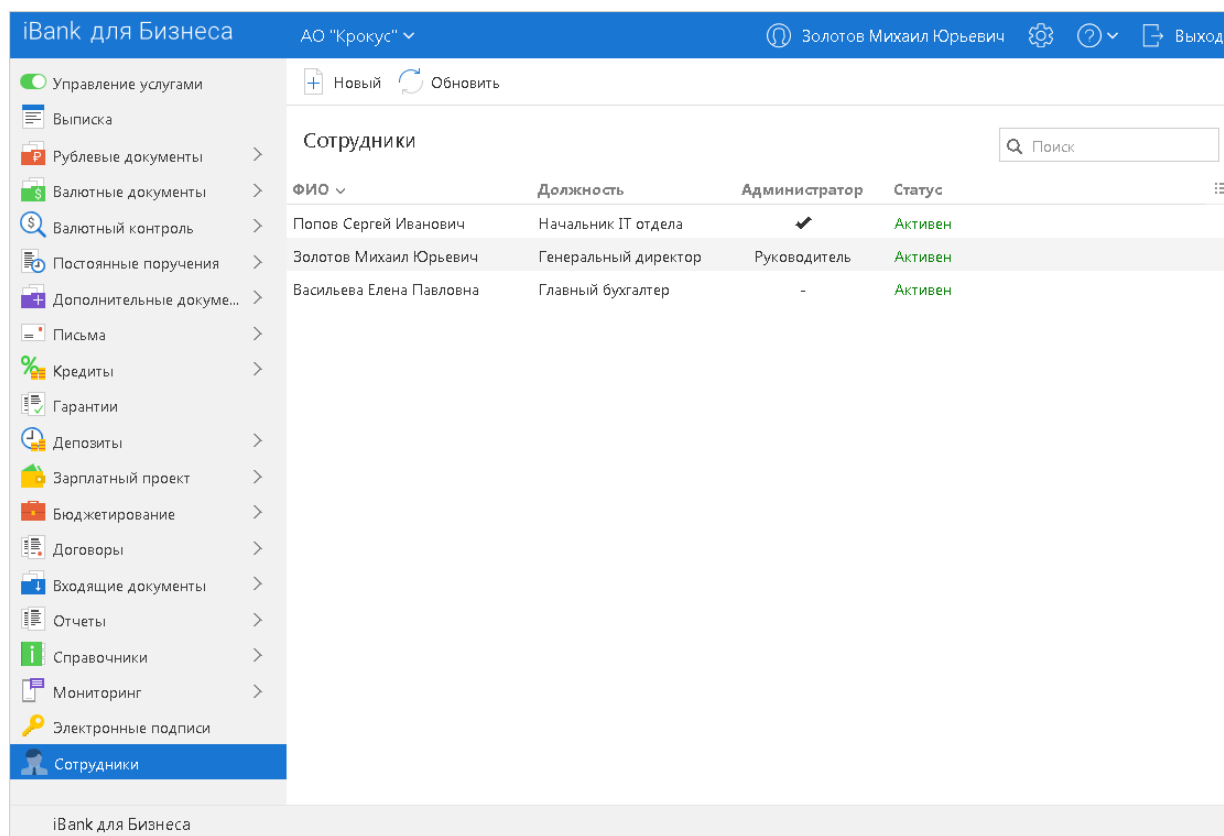 iBank для Бизнеса
АО "Крокус"
Золотов Михаил Юрьевич
Выход
Управление услугами
Выписка
Рублевые документы
Валютные документы
Валютный контроль
Постоянные поручения
Дополнительные докуме...
Письма
Кредиты
Гарантии
Депозиты
Зарплатный проект
Бюджетирование
Договоры
Входящие документы
Отчеты
Справочники
Мониторинг
Электронные подписи
Сотрудники
Новый Обновить
Сотрудники
Поиск
ФИО Должность Администратор Статус
Попов Сергей Иванович Начальник IT отдела ✔ Активен
Золотов Михаил Юрьевич Генеральный директор Руководитель Активен
Васильева Елена Павловна Главный бухгалтер - Активен
iBank для Бизнеса